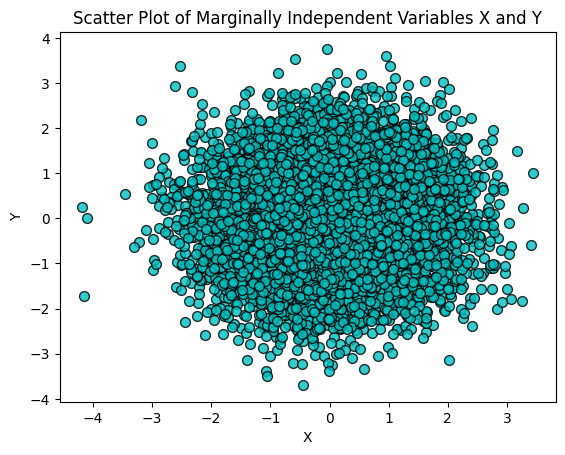 Scatter Plot of Marginally Independent Variables X and Y
4
3
2
1
0
−1
−2
−3
−4
Y
−4 −3 −2 −1 0 1 2 3
X